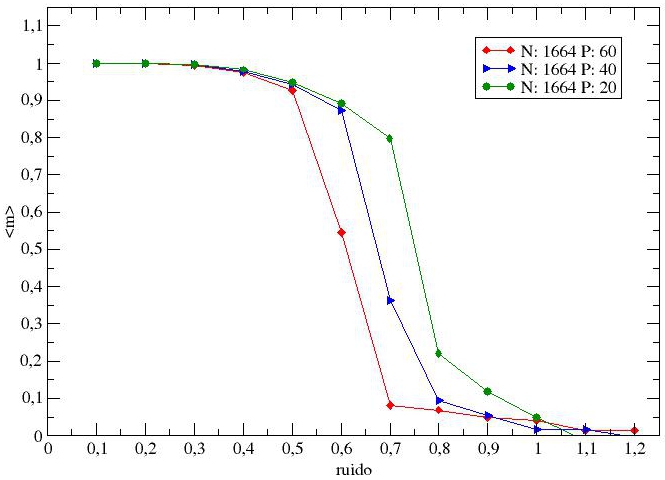 1,1
1
0,9
0,8
0,7
0,6
0,5
0,4
0,3
0,2
0,1
0
<m>
N: 1664 P: 60
N: 1664 P: 40
N: 1664 P: 20
0 0,1 0,2 0,3 0,4 0,5 0,6 0,7 0,8 0,9 1 1,1 1,2
ruido